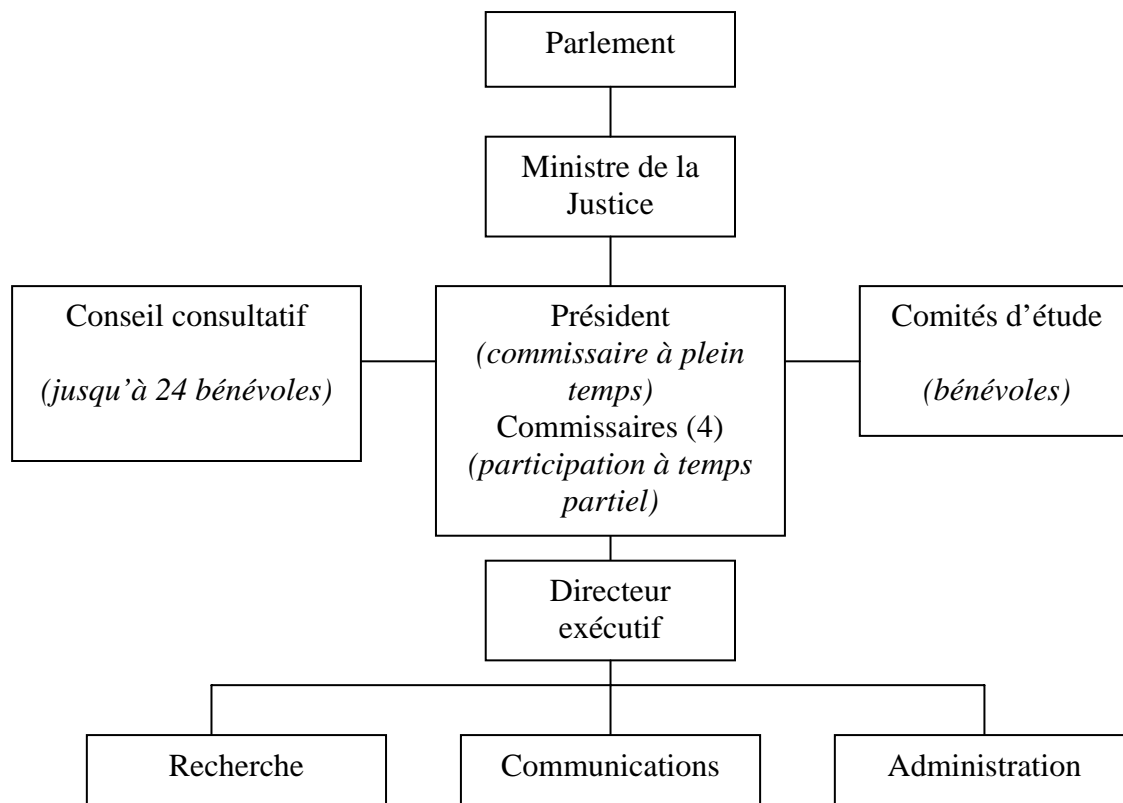 Parlement
Ministre de la
Justice
Conseil consultatif
(jusqu’à 24 bénévoles)
Président
(commissaire à plein
temps)
Commissaires (4)
(participation à temps
partiel)
Comités d’étude
(bénévoles)
Directeur
exécutif
Recherche
Communications
Administration